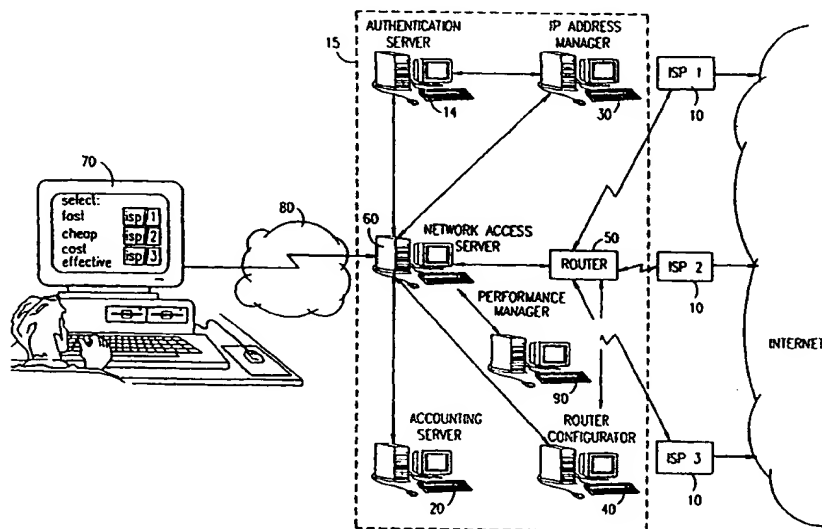 AUTHENTICATION
SERVER
IP ADDRESS
MANAGER
15
14
30
ISP 1
10
70
select:
fast isp 1
cheap isp 2
cost
effective isp 3
80
60
NETWORK ACCESS
SERVER
50
ROUTER
ISP 2
10
PERFORMANCE
MANAGER
90
INTERNET
ACCOUNTING
SERVER
20
ROUTER
CONFIGURATOR
40
ISP 3
10